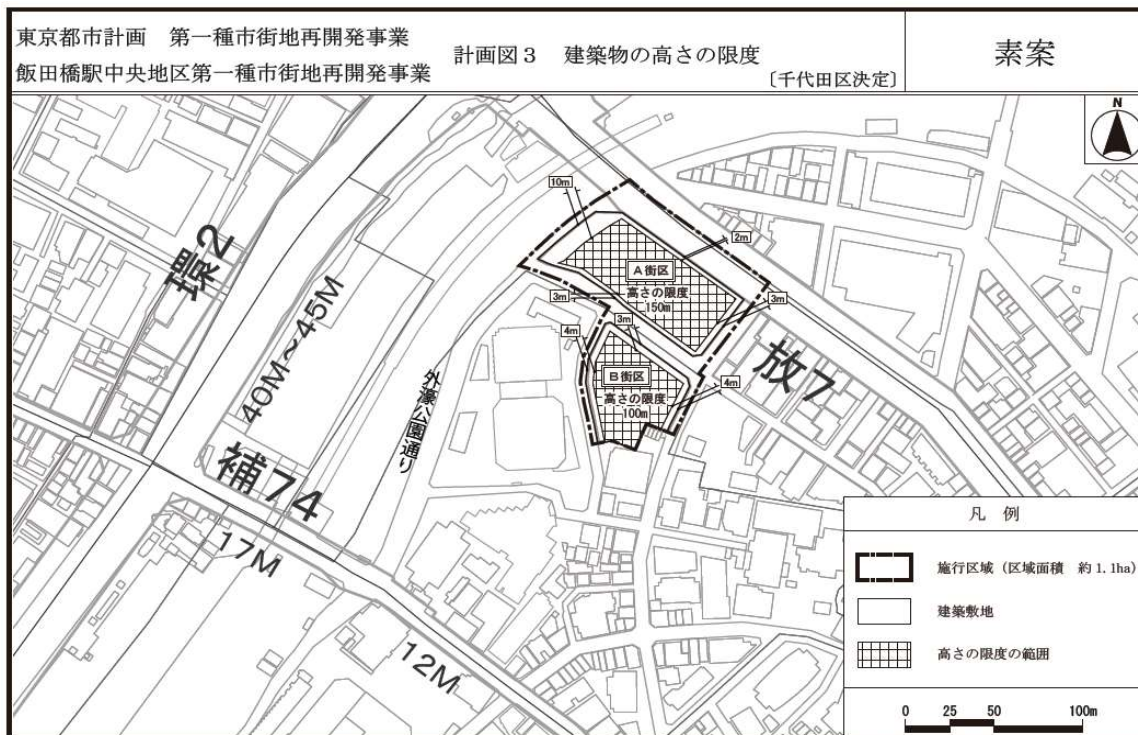 東京都市計画　第一種市街地再開発事業
飯田橋駅中央地区第一種市街地再開発事業
計画図３　建築物の高さの限度
〔千代田区決定〕
素案
N
10m
2m
A街区
高さの限度
150m
3m
3m
3m
4m
B街区
高さの限度
100m
4m
環2
40M~45M
外濠公園通り
放7
補74
17M
12M
凡　例
施行区域（区域面積　約1.1ha）
建築敷地
高さの限度の範囲
0 25 50 100m